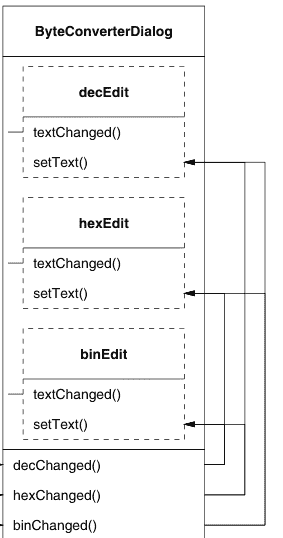 ByteConverterDialog
decEdit
textChanged()
setText()
hexEdit
textChanged()
setText()
binEdit
textChanged()
setText()
decChanged()
hexChanged()
binChanged()